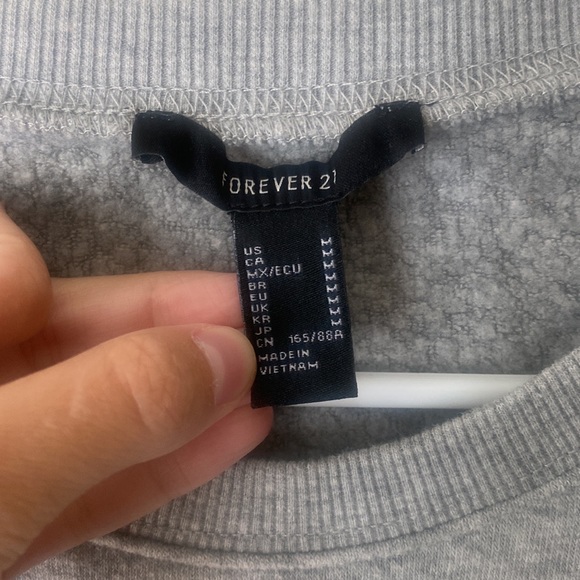 FOREVER 21
US M
CA M
MX/ECU M
BR M
EU M
UK M
KR M
JP M
CN 165/88A
MADE IN
VIETNAM